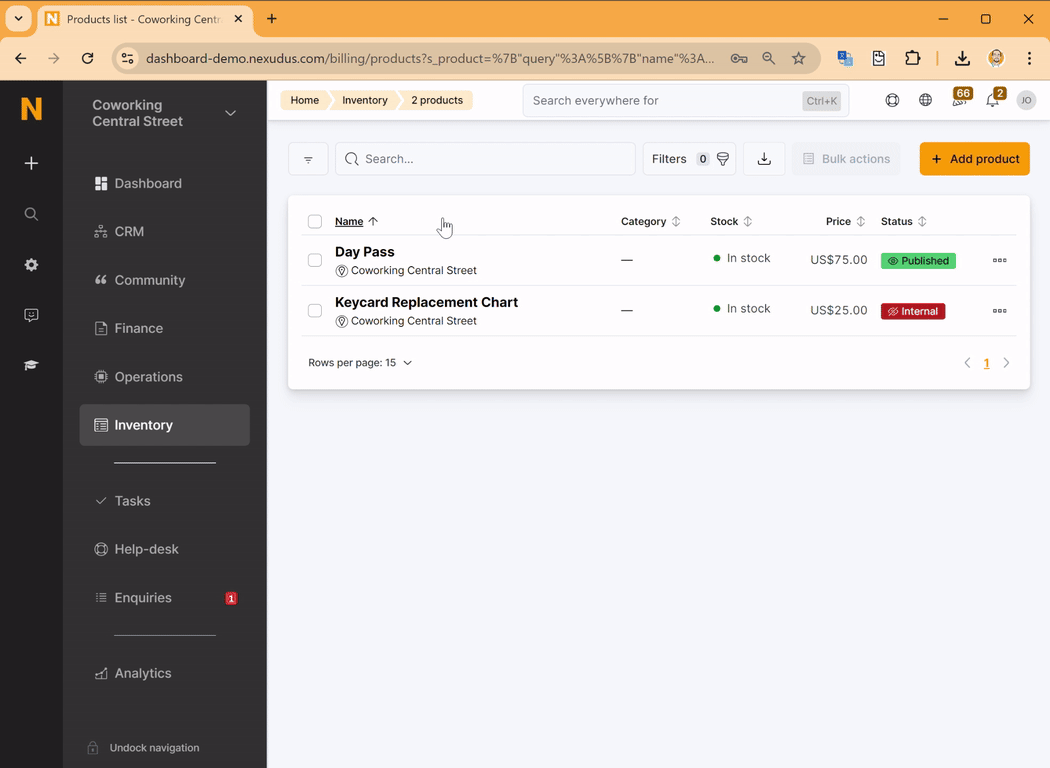 Products list - Coworking Centr
dashboard-demo.nexudus.com/billing/products?s_product=%7B"query"%3A%5B%7B"name"%3A...
N
Coworking
Central Street
Home
Inventory
2 products
Search everywhere for
Ctrl+K
66
2
JO
Search...
Filters 0
Bulk actions
+ Add product
Dashboard
CRM
Community
Finance
Operations
Inventory
Tasks
Help-desk
Enquiries 1
Analytics
Undock navigation
Name
Category
Stock
Price
Status
Day Pass
Coworking Central Street
—
In stock
US$75.00
Published
Keycard Replacement Chart
Coworking Central Street
—
In stock
US$25.00
Internal
Rows per page: 15
1